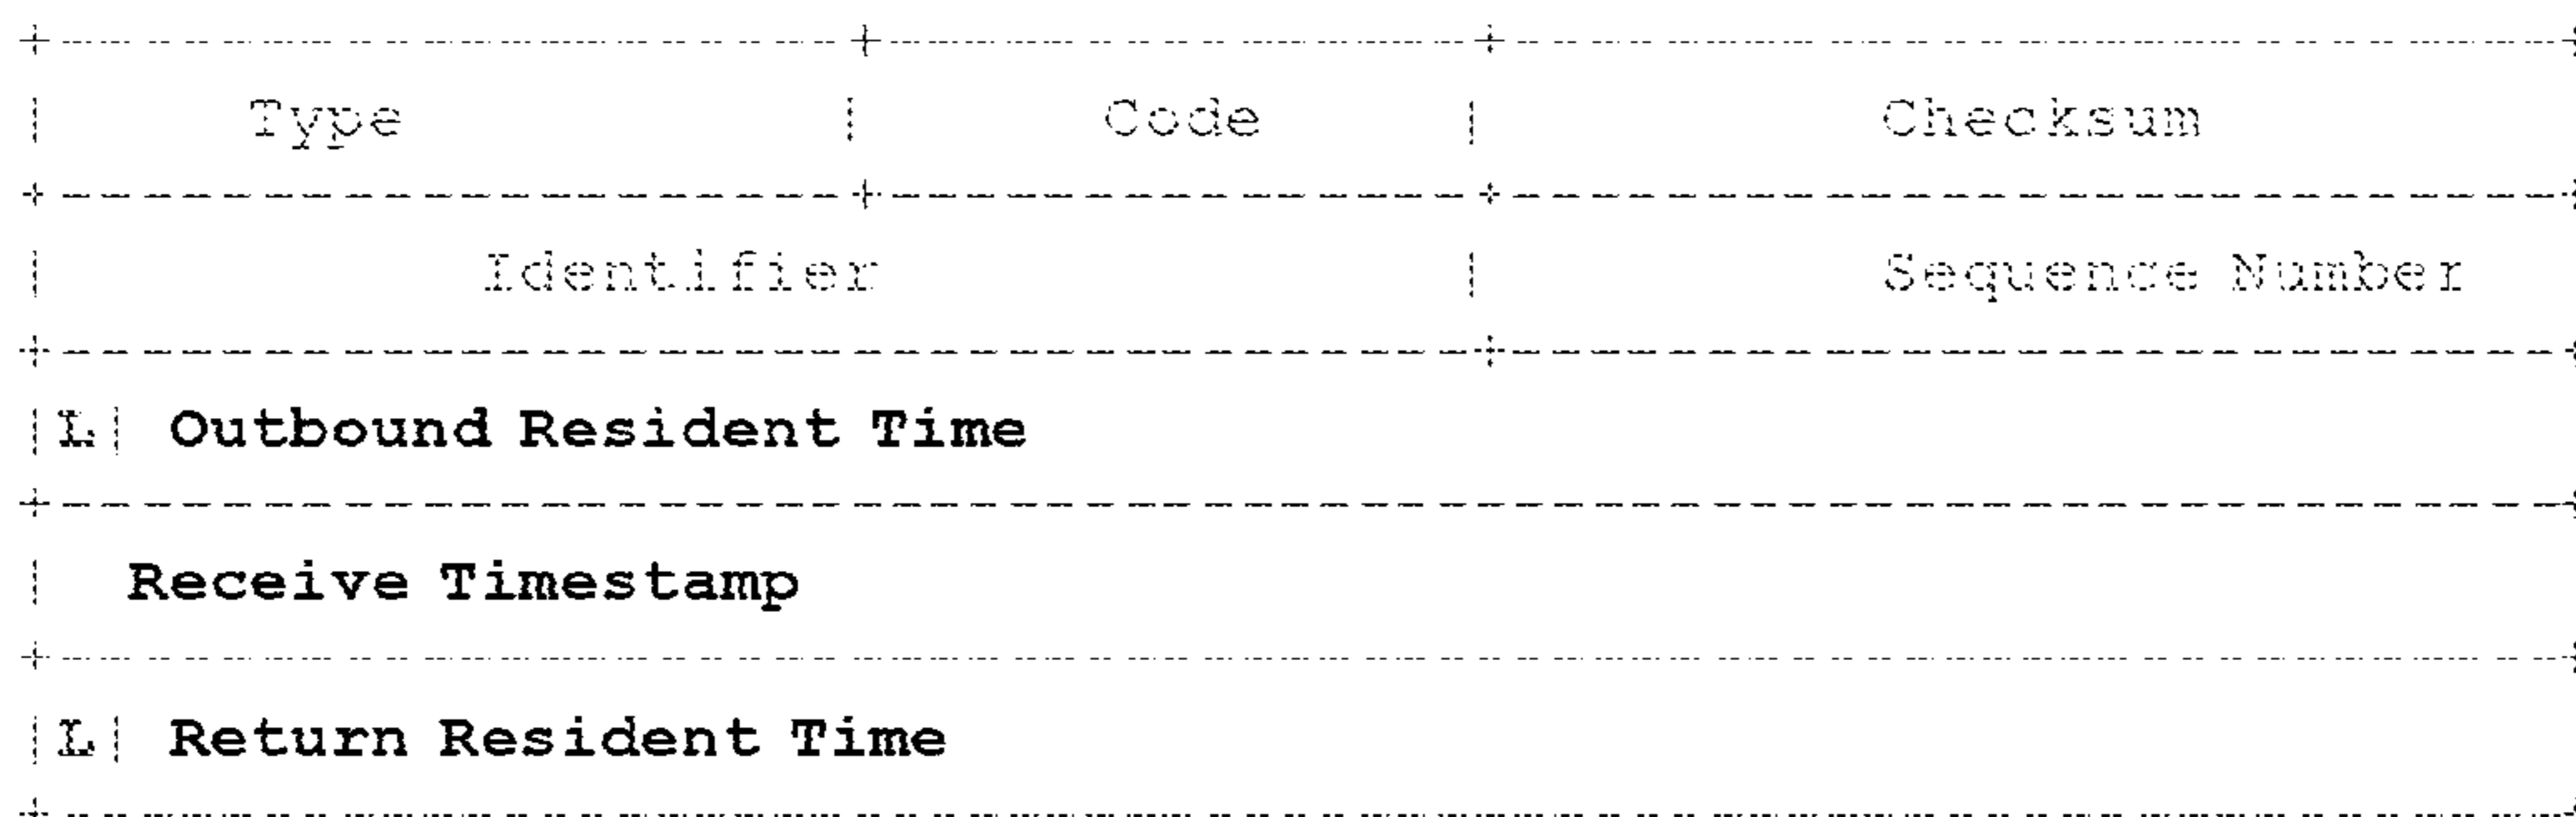 | Type | Code | Checksum
| Identifier | Sequence Number
|L| Outbound Resident Time
| Receive Timestamp
|L| Return Resident Time